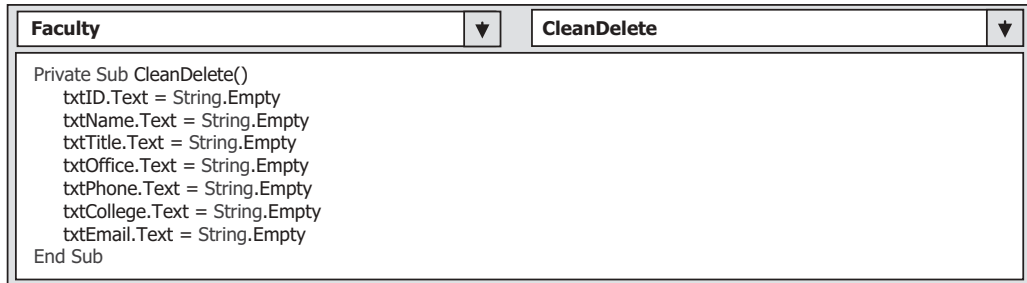 Faculty CleanDelete
Private Sub CleanDelete()
txtID.Text = String.Empty
txtName.Text = String.Empty
txtTitle.Text = String.Empty
txtOffice.Text = String.Empty
txtPhone.Text = String.Empty
txtCollege.Text = String.Empty
txtEmail.Text = String.Empty
End Sub